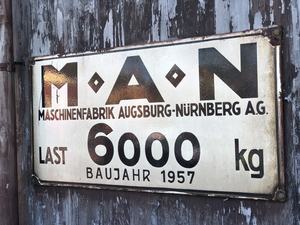 M·A·N
MASCHINENFABRIK AUGSBURG-NÜRNBERG A.G.
LAST 6000 kg
BAUJAHR 1957